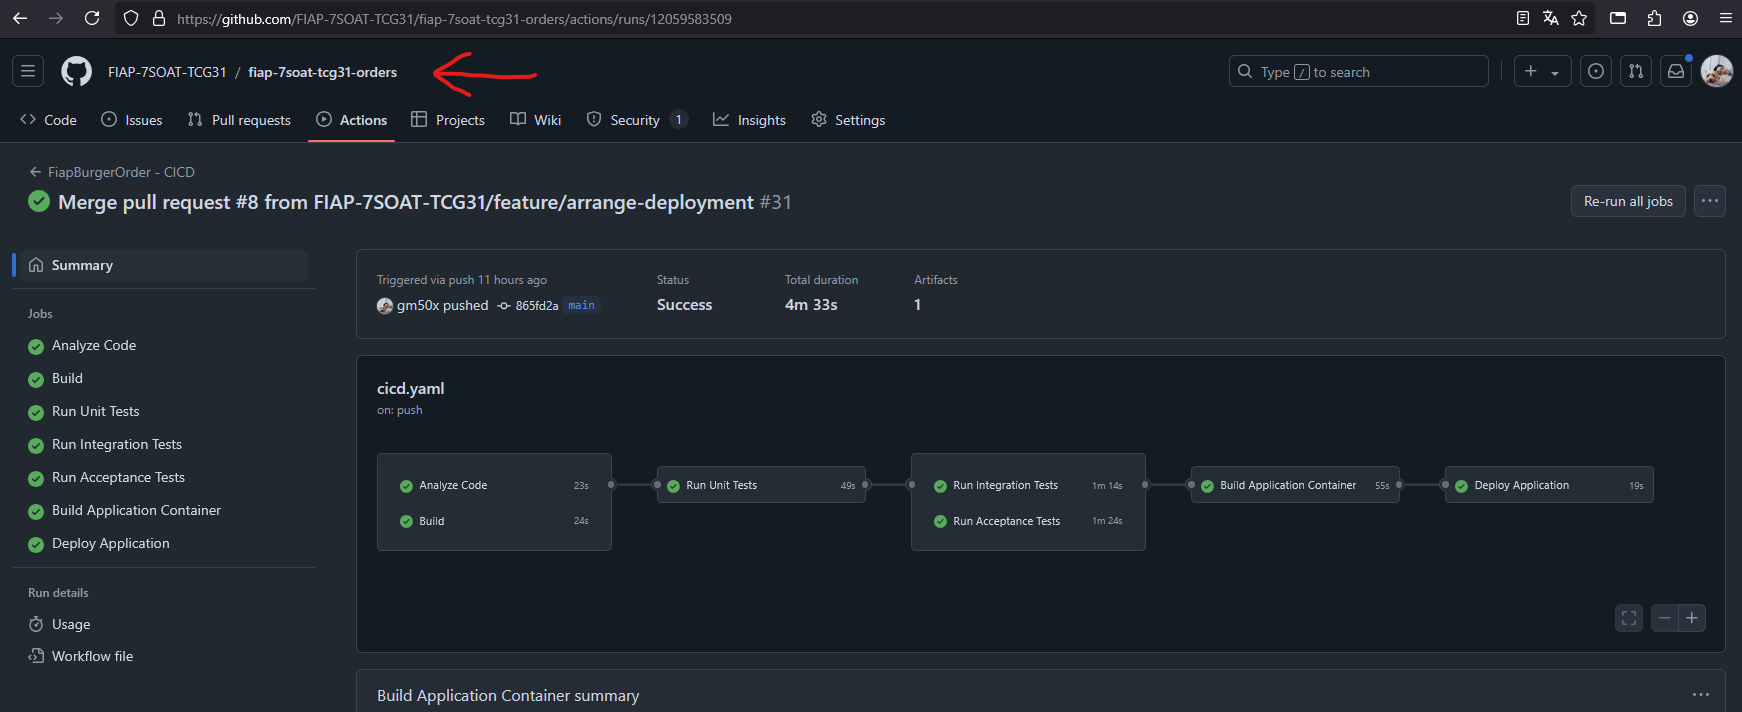 https://github.com/FIAP-7SOAT-TCG31/fiap-7soat-tcg31-orders/actions/runs/12059583509
FIAP-7SOAT-TCG31 / fiap-7soat-tcg31-orders
Type / to search
Code Issues Pull requests Actions Projects Wiki Security 1 Insights Settings
FiapBurgerOrder - CICD
Merge pull request #8 from FIAP-7SOAT-TCG31/feature/arrange-deployment #31
Re-run all jobs
Summary
Jobs
Analyze Code
Build
Run Unit Tests
Run Integration Tests
Run Acceptance Tests
Build Application Container
Deploy Application
Run details
Usage
Workflow file
Triggered via push 11 hours ago
gm50x pushed 865fd2a main
Status
Success
Total duration
4m 33s
Artifacts
1
cicd.yaml
on: push
Analyze Code 23s
Build 24s
Run Unit Tests 49s
Run Integration Tests 1m 14s
Run Acceptance Tests 1m 24s
Build Application Container 55s
Deploy Application 19s
Build Application Container summary